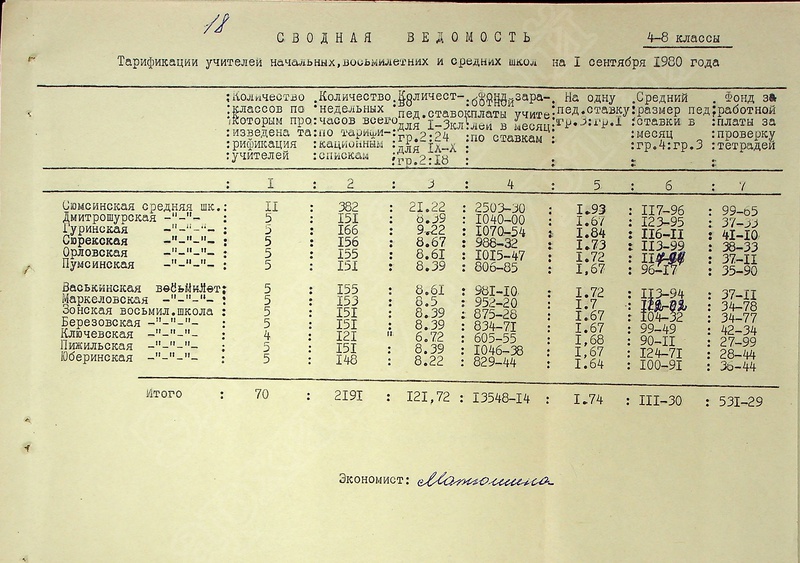 18
СВОДНАЯ ВЕДОМОСТЬ 4-8 классы
Тарификации учителей начальных,восьмилетних и средних школ на I сентября 1980 года
:Количество :Количество :Количест- :Фонд зара- : На одну :Средний : Фонд за
:классов по :недельных во ботной :пед.ставку:размер пед:работной
:которым про:часов всего пед.ставок:платы учите гр.3:гр.I :ставки в :платы за
:изведена та:по тарифи-:для I-3кл:лей в месяц: :месяц :проверку
:рификация :кационным гр.2:24 :по ставкам : :гр.4:гр.3 :тетрадей
:учителей :спискам для IX-X
гр.2:18
: I : 2 : 3 : 4 : 5 : 6 : 7
Сюмсинская средняя шк.: II : 382 : 21.22 : 2503-30 : I.93 : II7-96 : 99-65
Дмитрошурская -"-"- : 5 : I5I : 8.39 : I040-00 : I.67 : I23-95 : 37-33
Гуринская -"-"-"- : 5 : I66 : 9.22 : I070-54 : I.84 : II6-II : 4I-I0
Сюрекская -"-"- : 5 : I56 : 8.67 : 988-32 : I.73 : II3-99 : 38-33
Орловская -"-"- : 5 : I55 : 8.6I : I0I5-47 : I.72 : : 37-II
Пумсинская -"-"- : 5 : I5I : 8.39 : 806-85 : I,67 : 96-I7 : 35-90
Васькинская восьмилет: 5 : I55 : 8.6I : 98I-I0 : I.72 : II3-94 : 37-II
Маркеловская -"-"-"- : 5 : I53 : 8.5 : 952-20 : I.7 : : 34-78
Зонская восьмил.школа : 5 : I5I : 8.39 : 875-28 : I.67 : I04-32 : 34-77
Березовская -"-"-"- : 5 : I5I : 8.39 : 834-7I : I.67 : 99-49 : 42-34
Ключевская -"-"-"- : 4 : I2I " 6.72 : 605-55 : I,68 : 90-II : 27-99
Пижильская -"-"-"- : 5 : I5I : 8.39 : I046-38 : I,67 : I24-7I : 28-44
Юберинская -"-"-"- : 5 : I48 : 8.22 : 829-44 : I.64 : I00-9I : 36-44
Итого : 70 : 2I9I : I2I,72 : I3548-I4 : I.74 : III-30 : 53I-29
Экономист: Матюшина